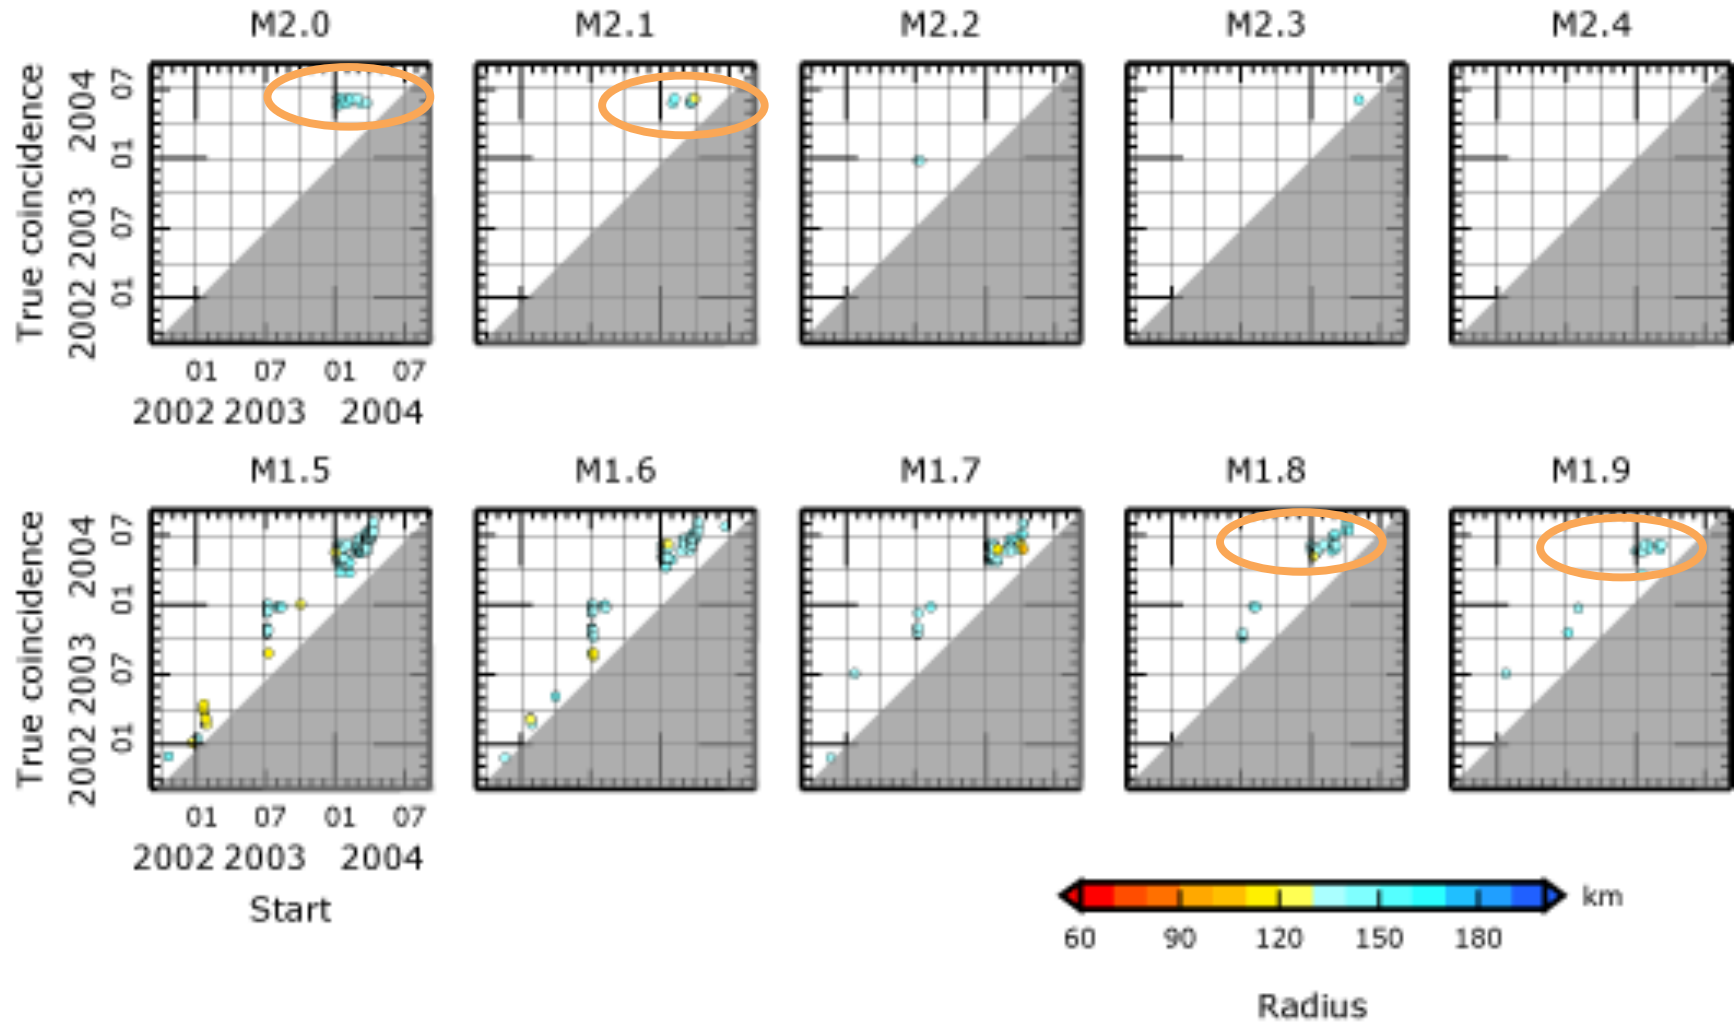 M2.0 M2.1 M2.2 M2.3 M2.4
True coincidence
2002 2003 2004
01 07 01 07
01 07 01 07
2002 2003 2004
M1.5 M1.6 M1.7 M1.8 M1.9
True coincidence
2002 2003 2004
01 07 01 07
01 07 01 07
2002 2003 2004
Start
km
60 90 120 150 180
Radius